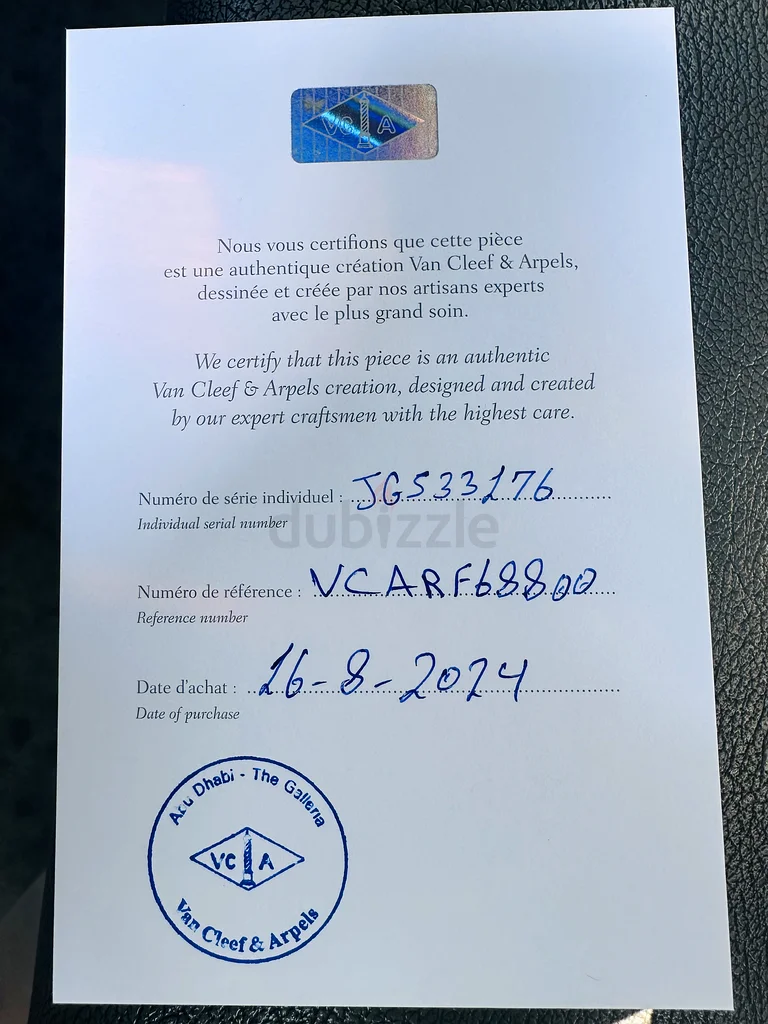 VC A
Nous vous certifions que cette pièce
est une authentique création Van Cleef & Arpels,
dessinée et créée par nos artisans experts
avec le plus grand soin.
We certify that this piece is an authentic
Van Cleef & Arpels creation, designed and created
by our expert craftsmen with the highest care.
Numéro de série individuel : JG533176
Individual serial number
dubizzle
Numéro de référence : VCARF68800
Reference number
Date d'achat : 16-8-2024
Date of purchase
Abu Dhabi - The Galleria
VC A
Van Cleef & Arpels